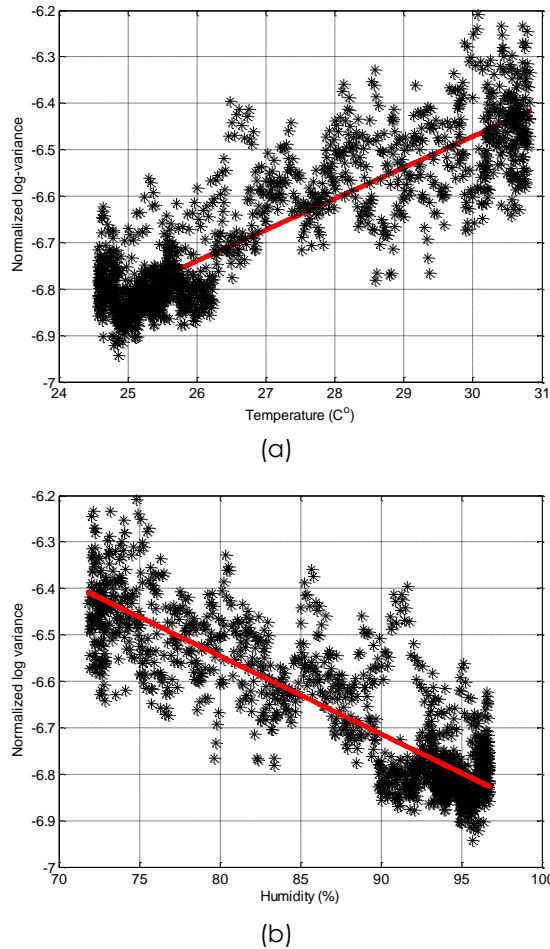 -6.2
-6.3
-6.4
-6.5
-6.6
-6.7
-6.8
-6.9
-7
Normalized log-variance
24 25 26 27 28 29 30 31
Temperature (C°)
(a)
-6.2
-6.3
-6.4
-6.5
-6.6
-6.7
-6.8
-6.9
-7
Normalized log variance
70 75 80 85 90 95 100
Humidity (%)
(b)